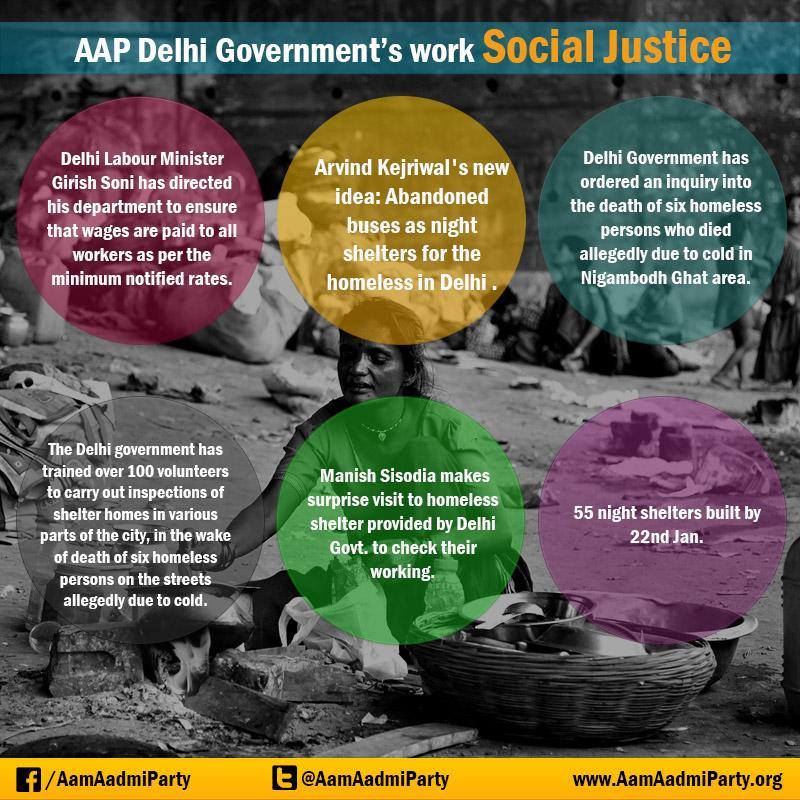 AAP Delhi Government's work Social Justice
Delhi Labour Minister
Girish Soni has directed
his department to ensure
that wages are paid to all
workers as per the
minimum notified rates.
Arvind Kejriwal's new
idea: Abandoned
buses as night
shelters for the
homeless in Delhi .
Delhi Government has
ordered an inquiry into
the death of six homeless
persons who died
allegedly due to cold in
Nigambodh Ghat area.
The Delhi government has
trained over 100 volunteers
to carry out inspections of
shelter homes in various
parts of the city, in the wake
of death of six homeless
persons on the streets
allegedly due to cold.
Manish Sisodia makes
surprise visit to homeless
shelter provided by Delhi
Govt. to check their
working.
55 night shelters built by
22nd Jan.
/AamAadmiParty
@AamAadmiParty
www.AamAadmiParty.org